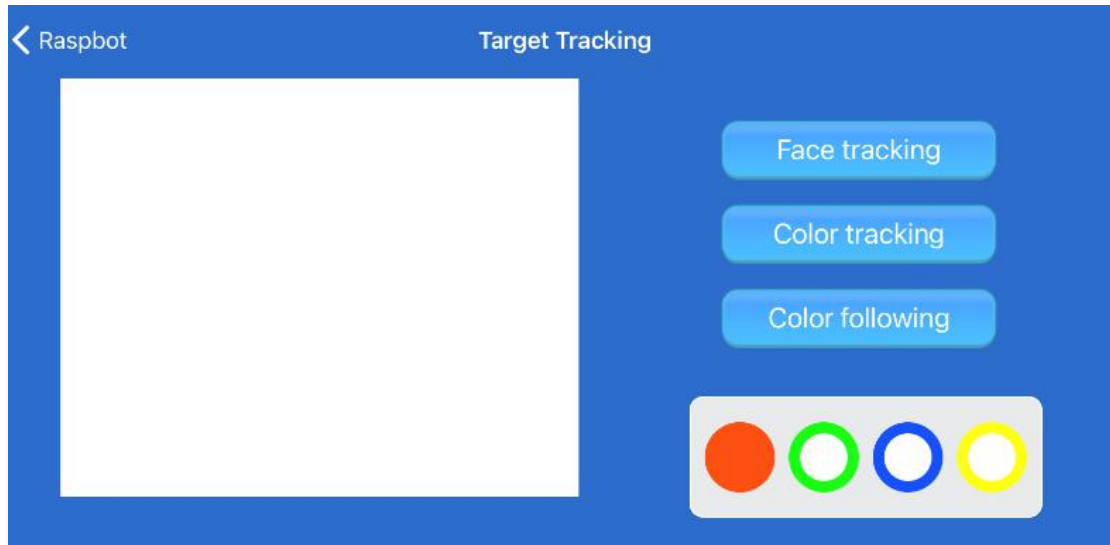 Raspbot
Target Tracking
Face tracking
Color tracking
Color following